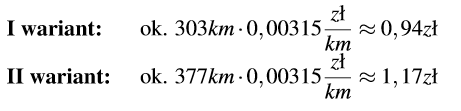 I wariant: ok. 303km · 0,00315 zł/km ≈ 0,94zł
II wariant: ok. 377km · 0,00315 zł/km ≈ 1,17zł